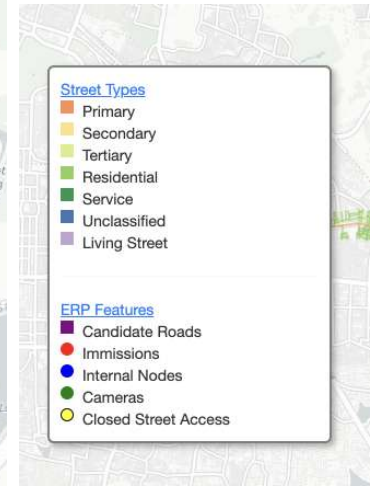 Street Types
Primary
Secondary
Tertiary
Residential
Service
Unclassified
Living Street
ERP Features
Candidate Roads
Immissions
Internal Nodes
Cameras
Closed Street Access